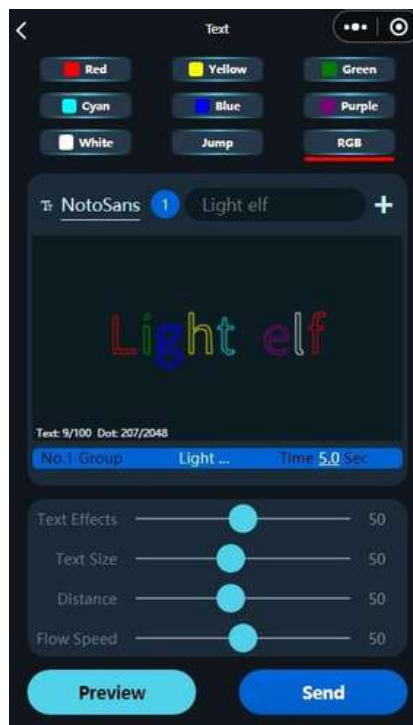 Text
Red Yellow Green
Cyan Blue Purple
White Jump RGB
Tr NotoSans 1 Light elf +
Light elf
Text: 9/100 Dot: 207/2048
No.1 Group Light ... Time 5.0 Sec
Text Effects 50
Text Size 50
Distance 50
Flow Speed 50
Preview Send